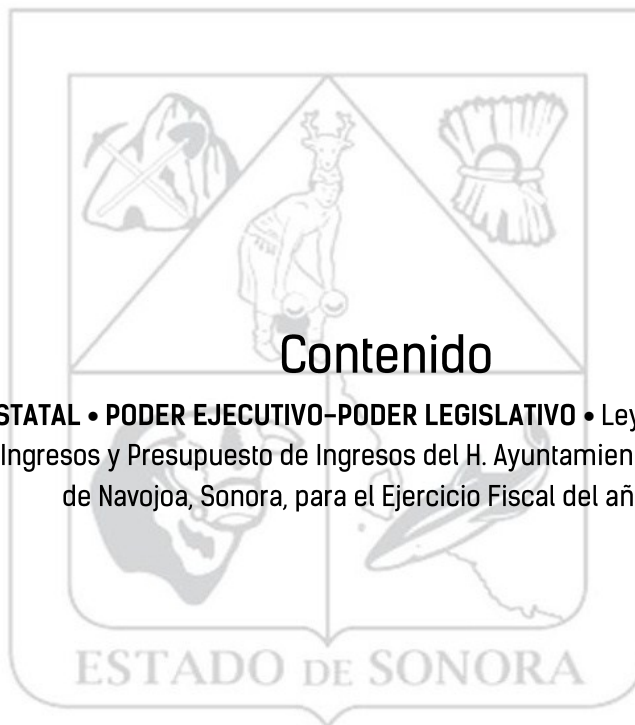 Contenido
STATAL • PODER EJECUTIVO-PODER LEGISLATIVO • Ley
Ingresos y Presupuesto de Ingresos del H. Ayuntamien
de Navojoa, Sonora, para el Ejercicio Fiscal del añ
ESTADO DE SONORA